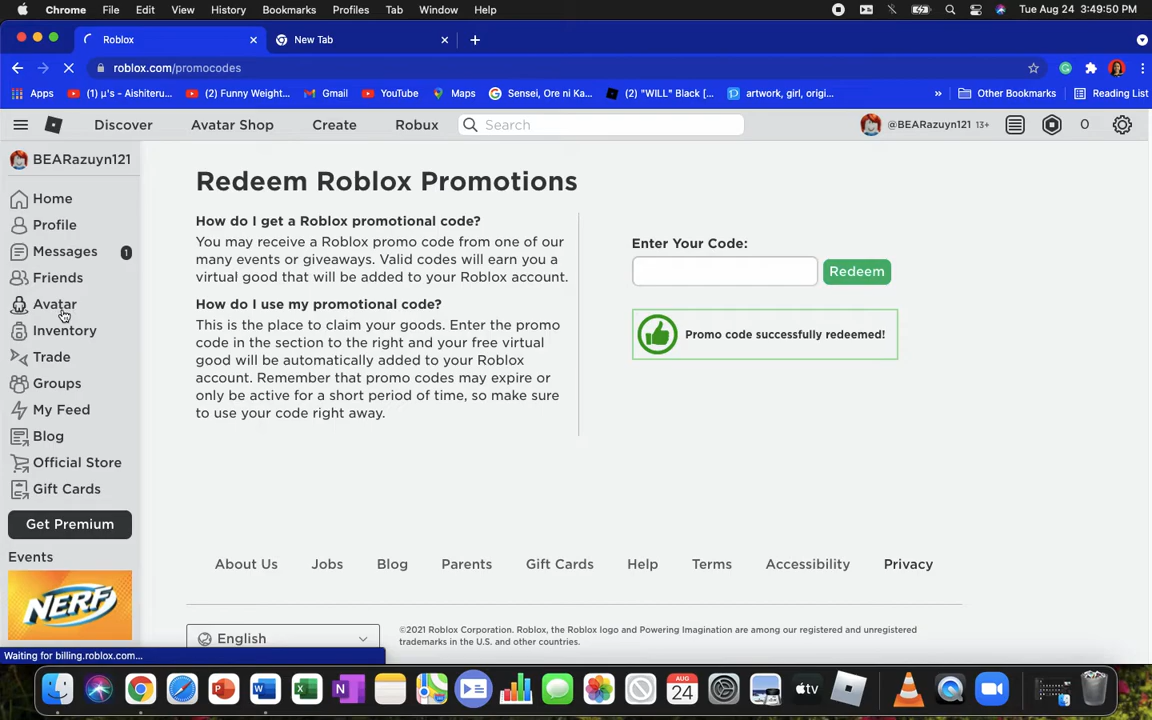 Chrome File Edit View History Bookmarks Profiles Tab Window Help Tue Aug 24 3:49:50 PM
Roblox New Tab
roblox.com/promocodes
Apps (1) μ's - Aishiteru... (2) Funny Weight... Gmail YouTube Maps Sensei, Ore ni Ka... (2) "WILL" Black [... artwork, girl, origi... » Other Bookmarks Reading List
Discover Avatar Shop Create Robux Search @BEARazuyn121 13+ 0
BEARazuyn121
Home
Profile
Messages 1
Friends
Avatar
Inventory
Trade
Groups
My Feed
Blog
Official Store
Gift Cards
Get Premium
Events
NERF
Redeem Roblox Promotions
How do I get a Roblox promotional code?
You may receive a Roblox promo code from one of our
many events or giveaways. Valid codes will earn you a
virtual good that will be added to your Roblox account.
How do I use my promotional code?
This is the place to claim your goods. Enter the promo
code in the section to the right and your free virtual
good will be automatically added to your Roblox
account. Remember that promo codes may expire or
only be active for a short period of time, so make sure
to use your code right away.
Enter Your Code:
Redeem
Promo code successfully redeemed!
About Us Jobs Blog Parents Gift Cards Help Terms Accessibility Privacy
English
©2021 Roblox Corporation. Roblox, the Roblox logo and Powering Imagination are among our registered and unregistered
trademarks in the U.S. and other countries.
Waiting for billing.roblox.com...
AUG
24
tv